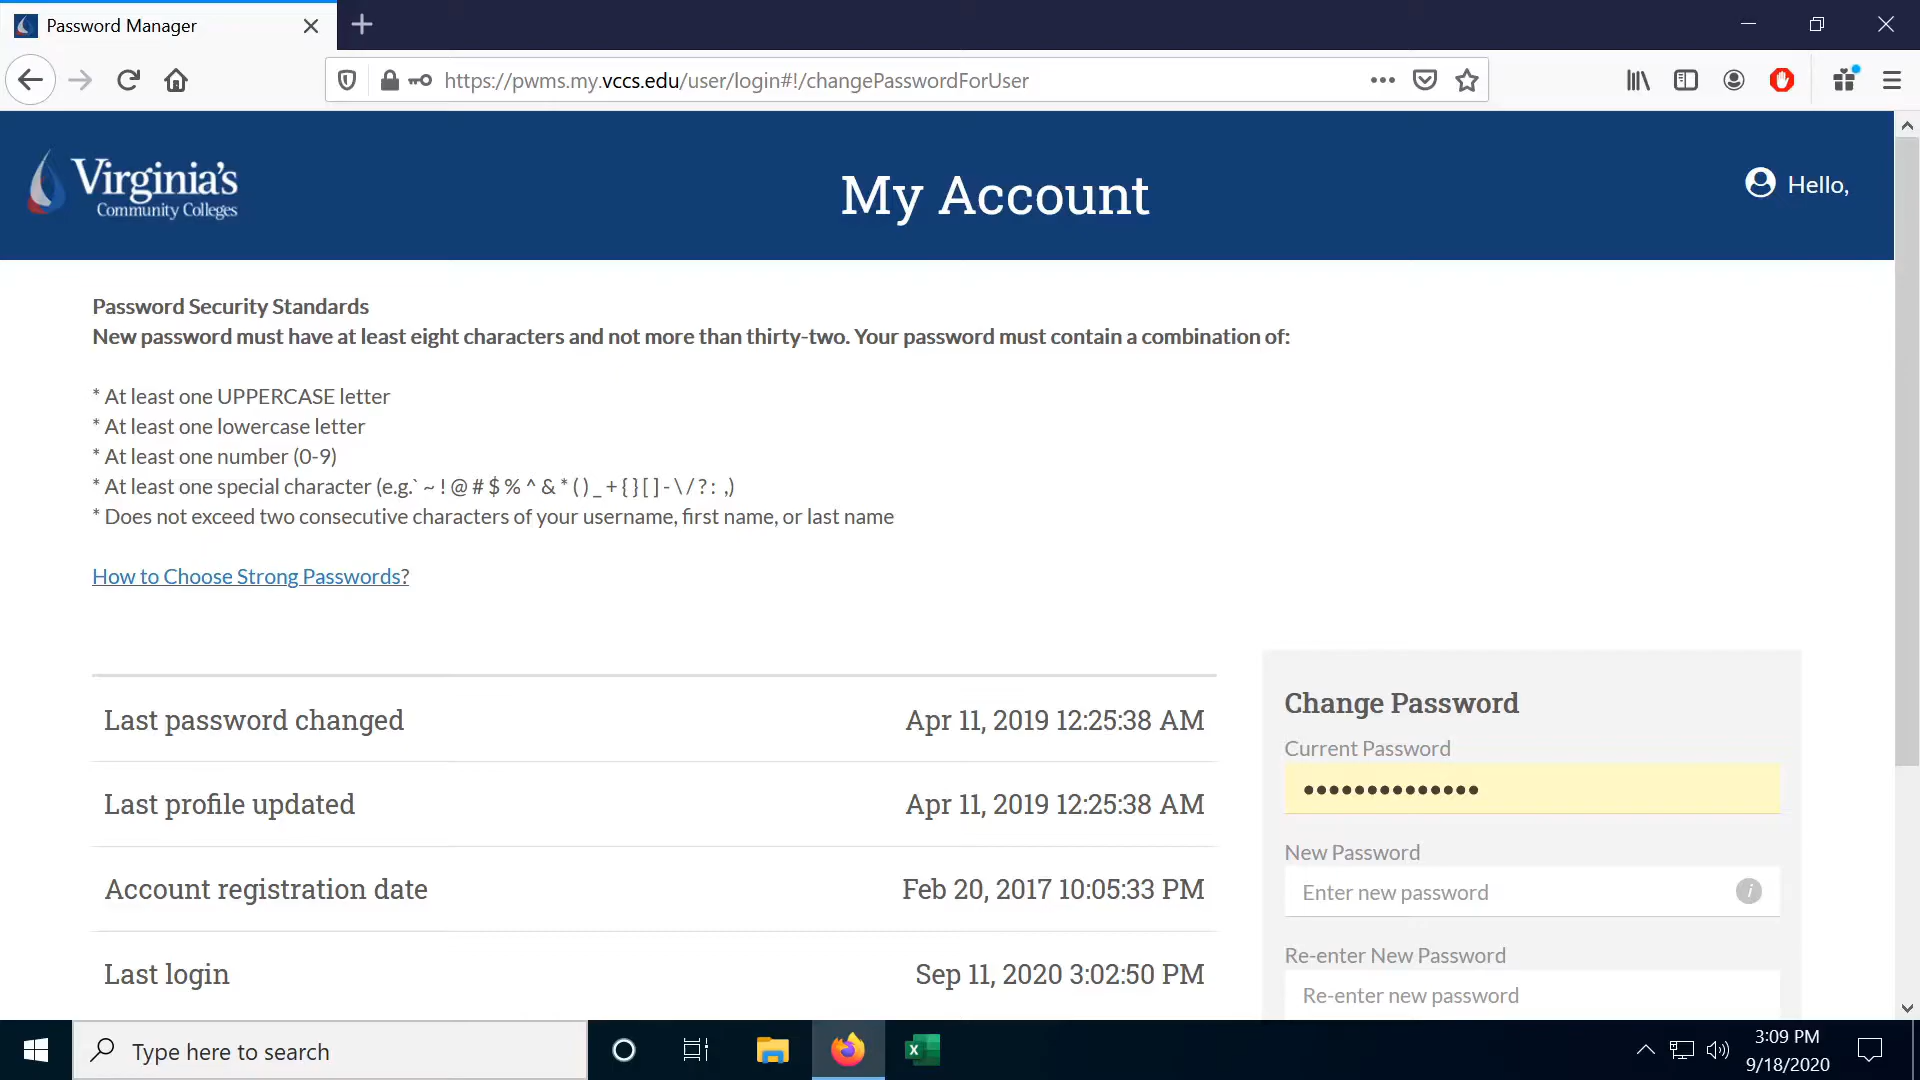 Password Manager
https://pwms.my.vccs.edu/user/login#!/changePasswordForUser
Virginia's
Community Colleges
My Account
Hello,
Password Security Standards
New password must have at least eight characters and not more than thirty-two. Your password must contain a combination of:
* At least one UPPERCASE letter
* At least one lowercase letter
* At least one number (0-9)
* At least one special character (e.g.` ~ ! @ # $ % ^ & * ( ) _ + { } [ ] - \ / ? : ,)
* Does not exceed two consecutive characters of your username, first name, or last name
How to Choose Strong Passwords?
Last password changed Apr 11, 2019 12:25:38 AM
Last profile updated Apr 11, 2019 12:25:38 AM
Account registration date Feb 20, 2017 10:05:33 PM
Last login Sep 11, 2020 3:02:50 PM
Change Password
Current Password
••••••••••••••
New Password
Enter new password
Re-enter New Password
Re-enter new password
Type here to search
3:09 PM
9/18/2020